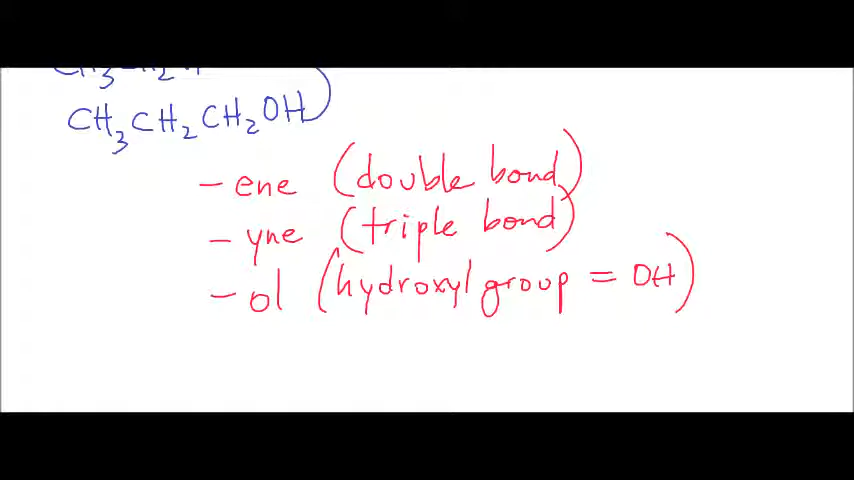 CH₃CH₂CH₂OH)
- ene (double bond)
- yne (triple bond)
- ol (hydroxyl group = OH)